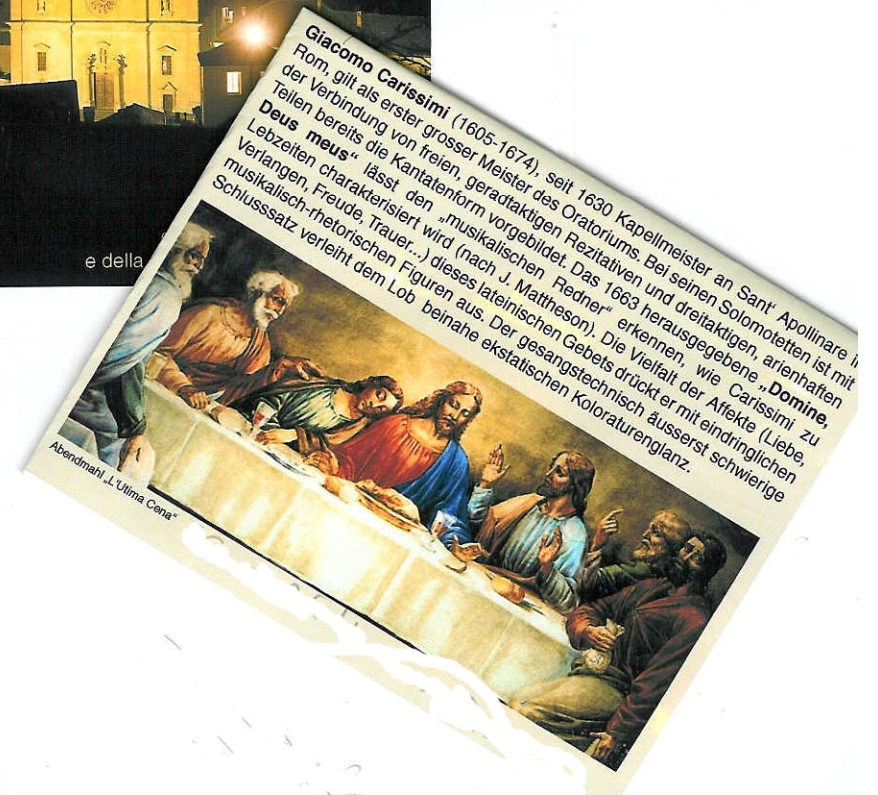 e della
Giacomo Carissimi (1605-1674), seit 1630 Kapellmeister an Sant' Apollinare in
Rom, gilt als erster grosser Meister des Oratoriums. Bei seinen Solomotetten ist mit
der Verbindung von freien, geradtaktigen Rezitativen und dreitaktigen, arienhaften
Teilen bereits die Kantatenform vorgebildet. Das 1663 herausgegebene „Domine,
Deus meus“ lässt den „musikalischen Redner“ erkennen, wie Carissimi zu
Lebzeiten charakterisiert wird (nach J. Mattheson). Die Vielfalt der Affekte (Liebe,
Verlangen, Freude, Trauer...) dieses lateinischen Gebets drückt er mit eindringlichen
musikalisch-rhetorischen Figuren aus. Der gesangstechnisch äusserst schwierige
Schlusssatz verleiht dem Lob beinahe ekstatischen Koloraturenglanz.
Abendmahl „L'Utima Cena“